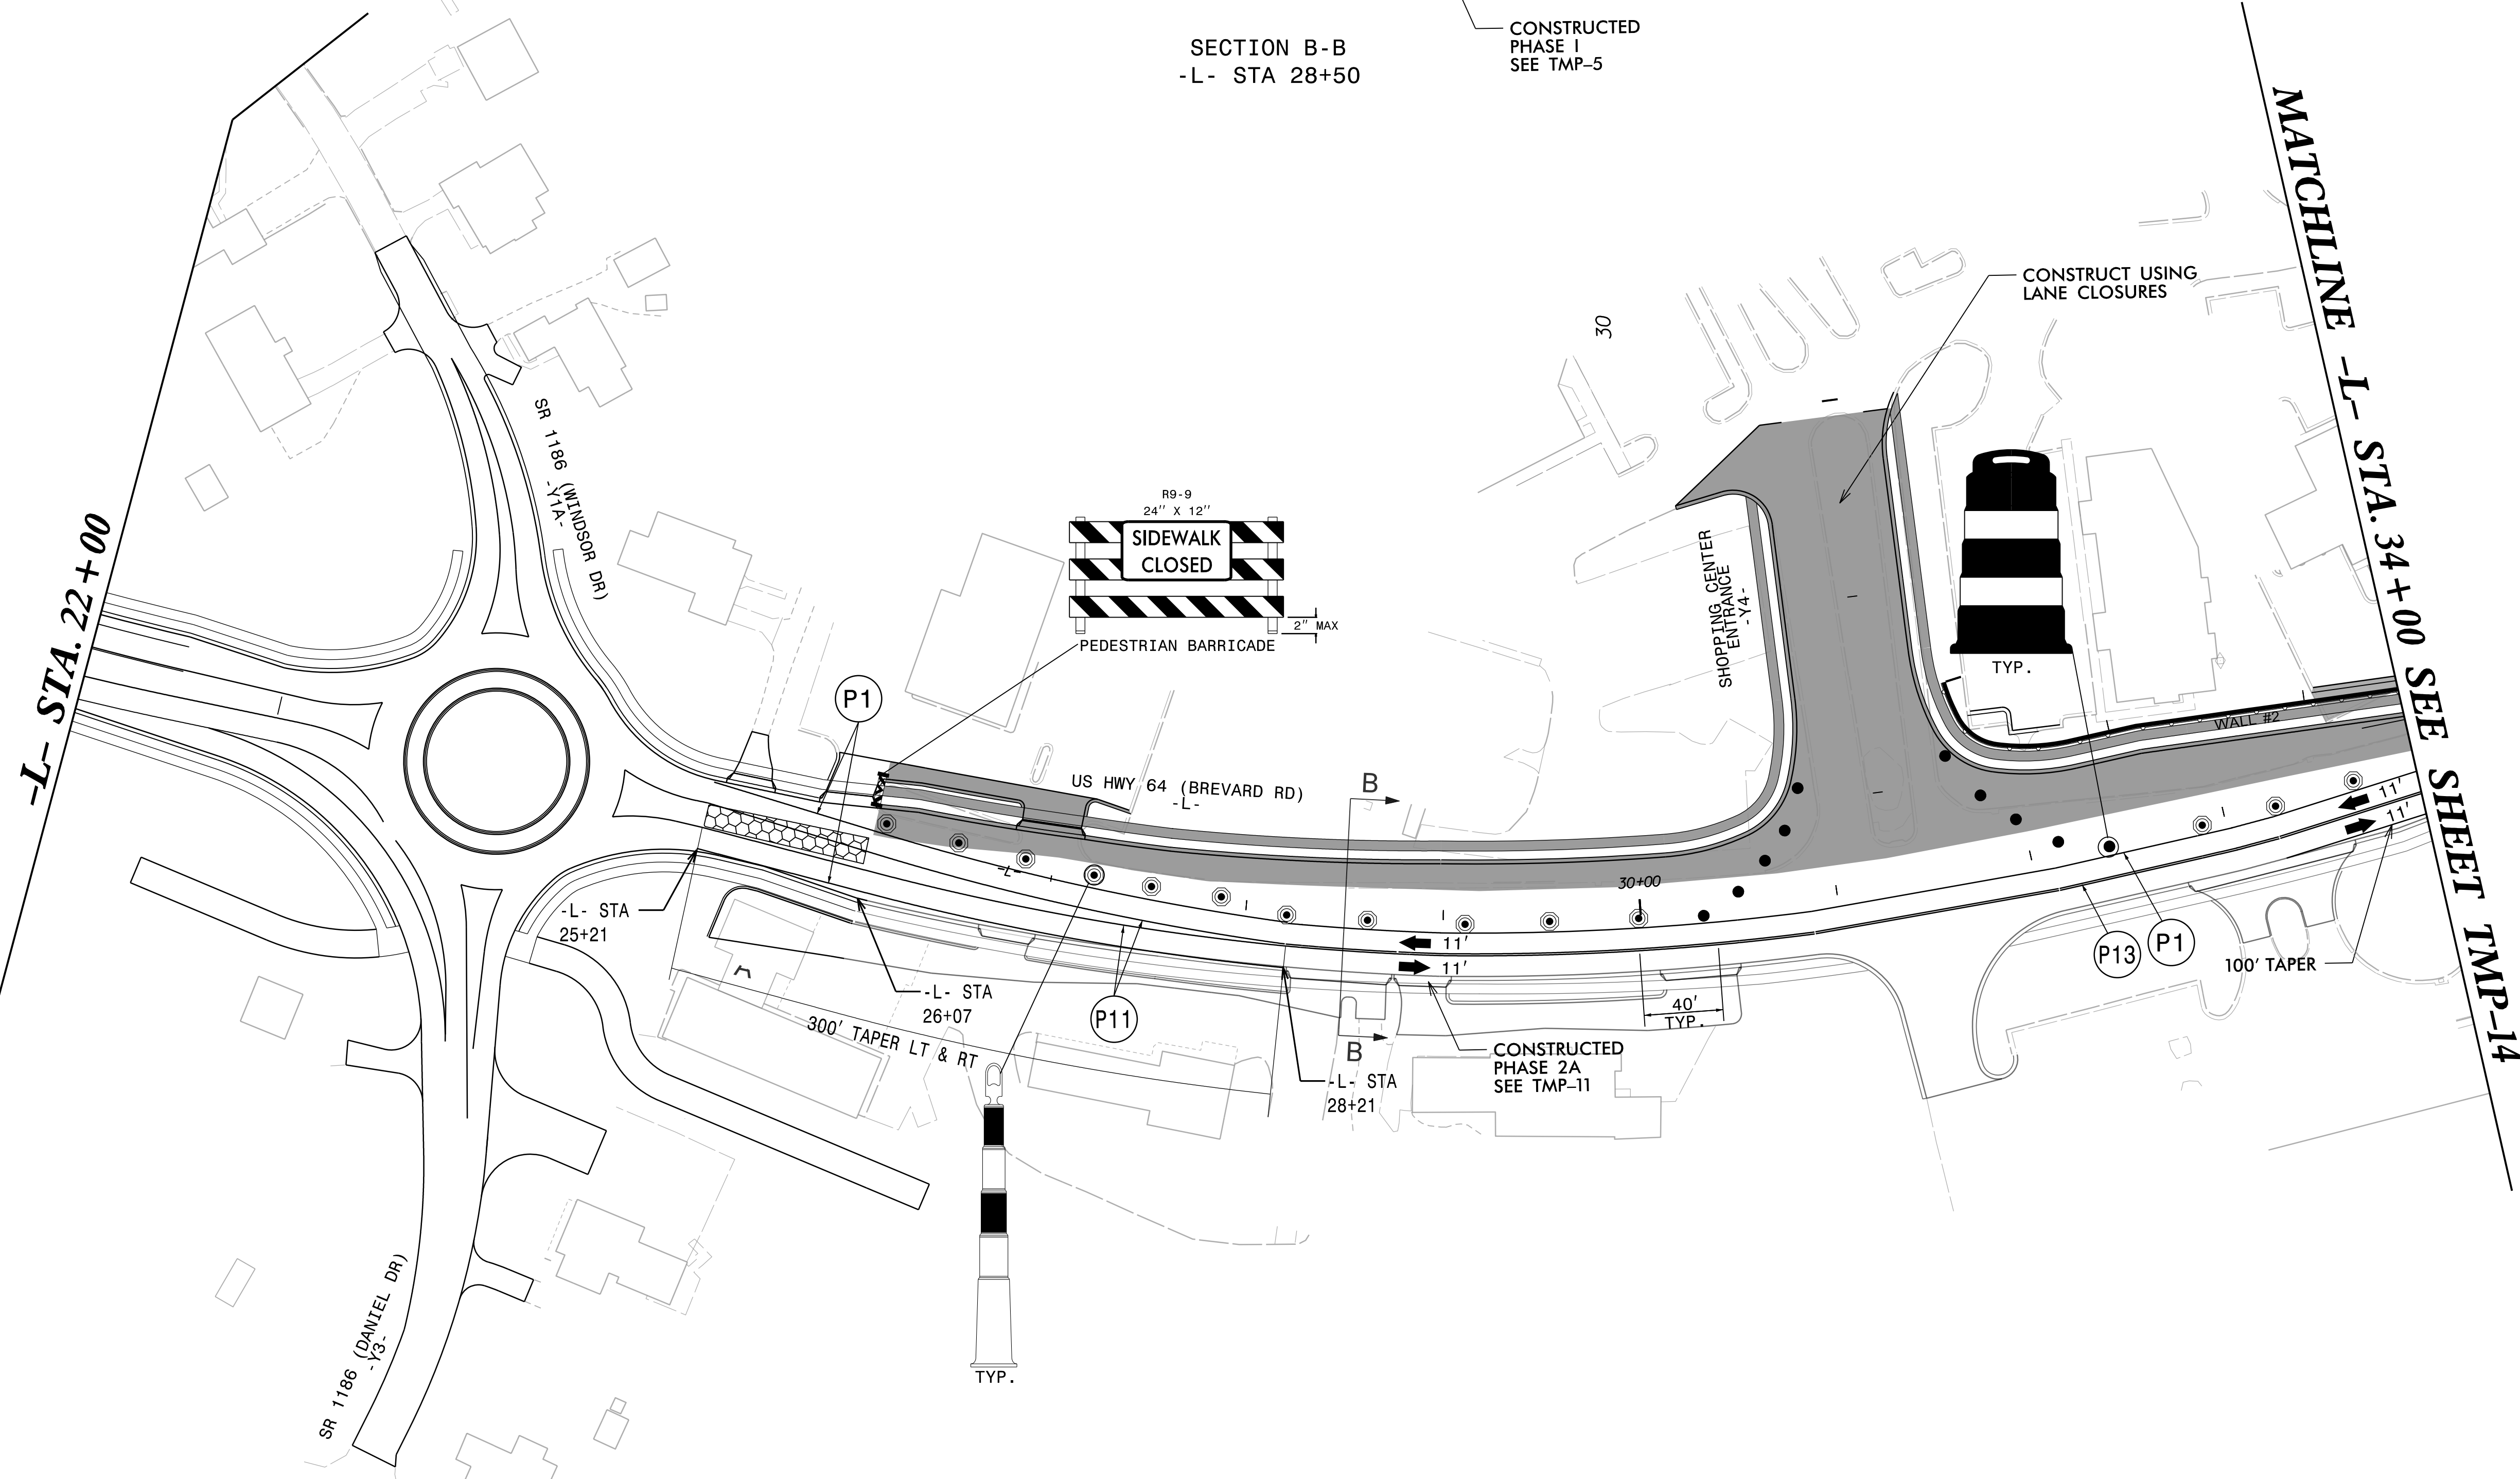 SECTION B-B
-L- STA 28+50
CONSTRUCTED
PHASE I
SEE TMP-5
MATCHLINE -L- STA. 34+00 SEE SHEET TMP-14
-L- STA. 22+00
CONSTRUCT USING
LANE CLOSURES
30
SR 1186 (WINDSOR DR)
-Y1A-
R9-9
24" X 12"
SIDEWALK
CLOSED
2" MAX
PEDESTRIAN BARRICADE
SHOPPING CENTER
ENTRANCE
-Y4-
TYP.
WALL #2
P1
US HWY 64 (BREVARD RD)
-L-
B
11'
11'
-L-
30+00
-L- STA
25+21
11'
11'
P13
P1
100' TAPER
-L- STA
26+07
P11
40'
TYP.
300' TAPER LT & RT
B
CONSTRUCTED
PHASE 2A
SEE TMP-11
-L- STA
28+21
SR 1186 (DANIEL DR)
-Y3-
TYP.